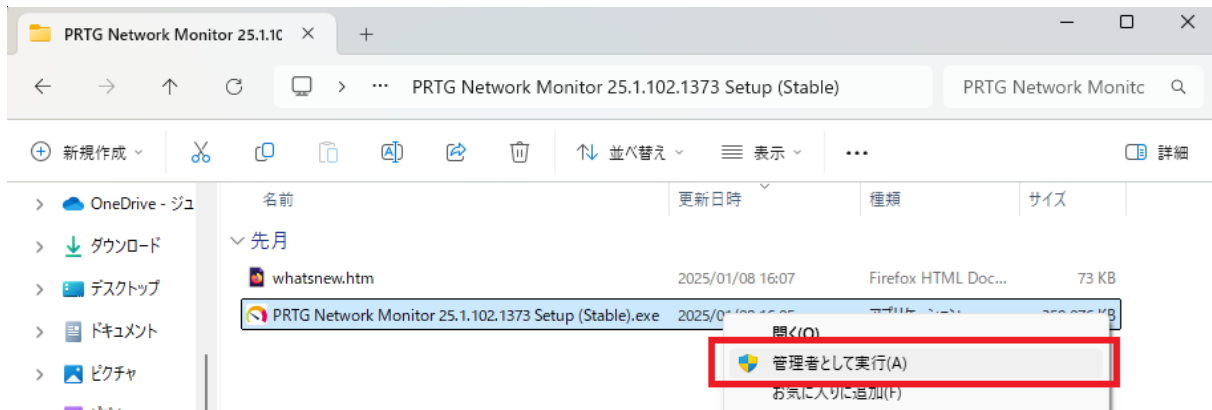 PRTG Network Monitor 25.1.10
PRTG Network Monitor 25.1.102.1373 Setup (Stable)
PRTG Network Monitc
新規作成
並べ替え
表示
詳細
名前
更新日時
種類
サイズ
OneDrive - ジュ
ダウンロード
デスクトップ
ドキュメント
ピクチャ
先月
whatsnew.htm
2025/01/08 16:07
Firefox HTML Doc...
73 KB
PRTG Network Monitor 25.1.102.1373 Setup (Stable).exe
開く(O)
管理者として実行(A)
お気に入りに追加(F)